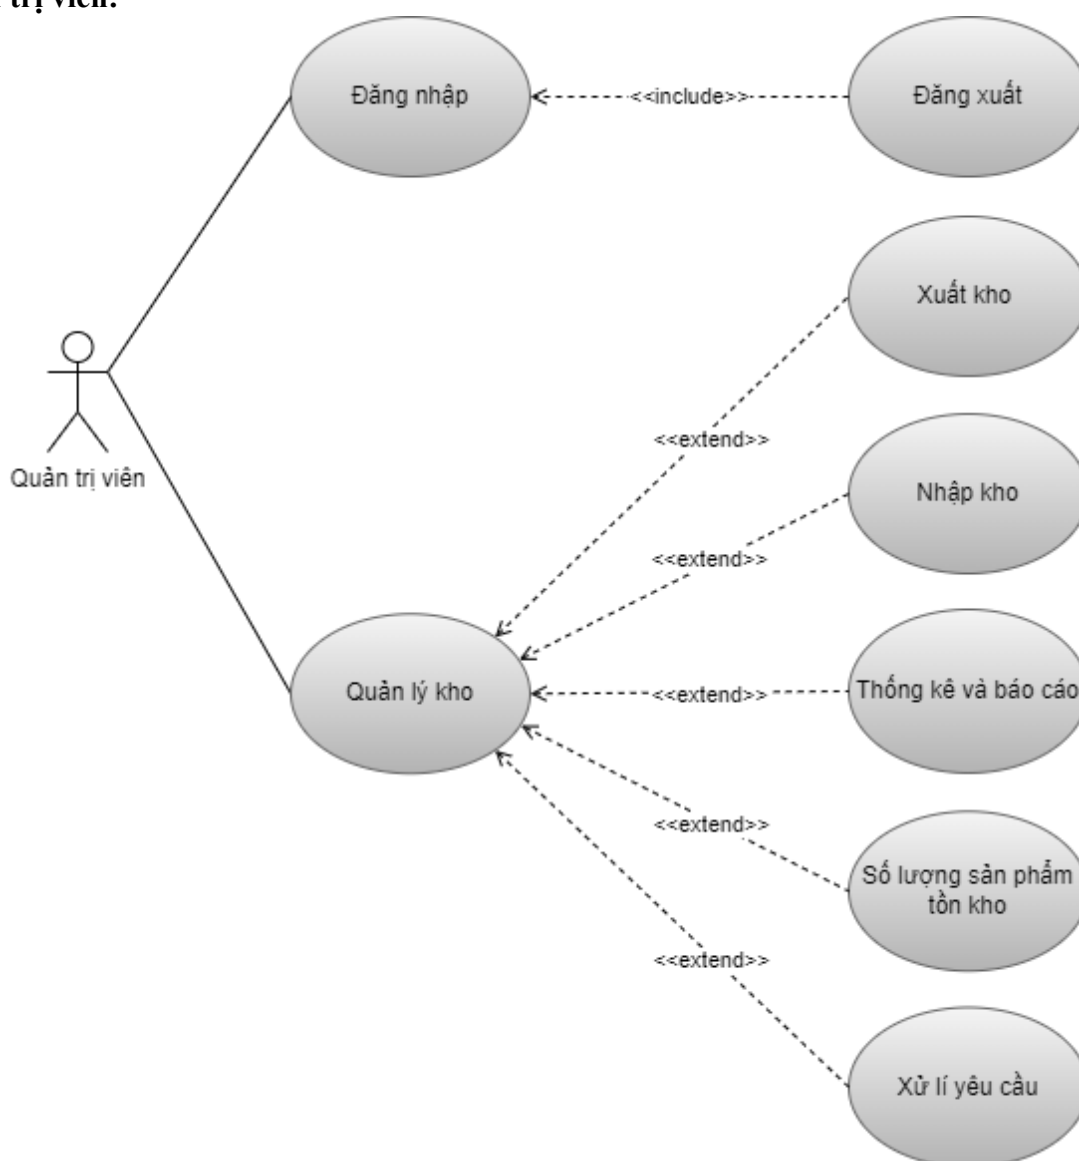 trị viên:
Đăng nhập
<<include>>
Đăng xuất
Xuất kho
<<extend>>
Quản trị viên
Nhập kho
<<extend>>
Quản lý kho
<<extend>>
Thống kê và báo cáo
<<extend>>
Số lượng sản phẩm
tồn kho
<<extend>>
Xử lí yêu cầu